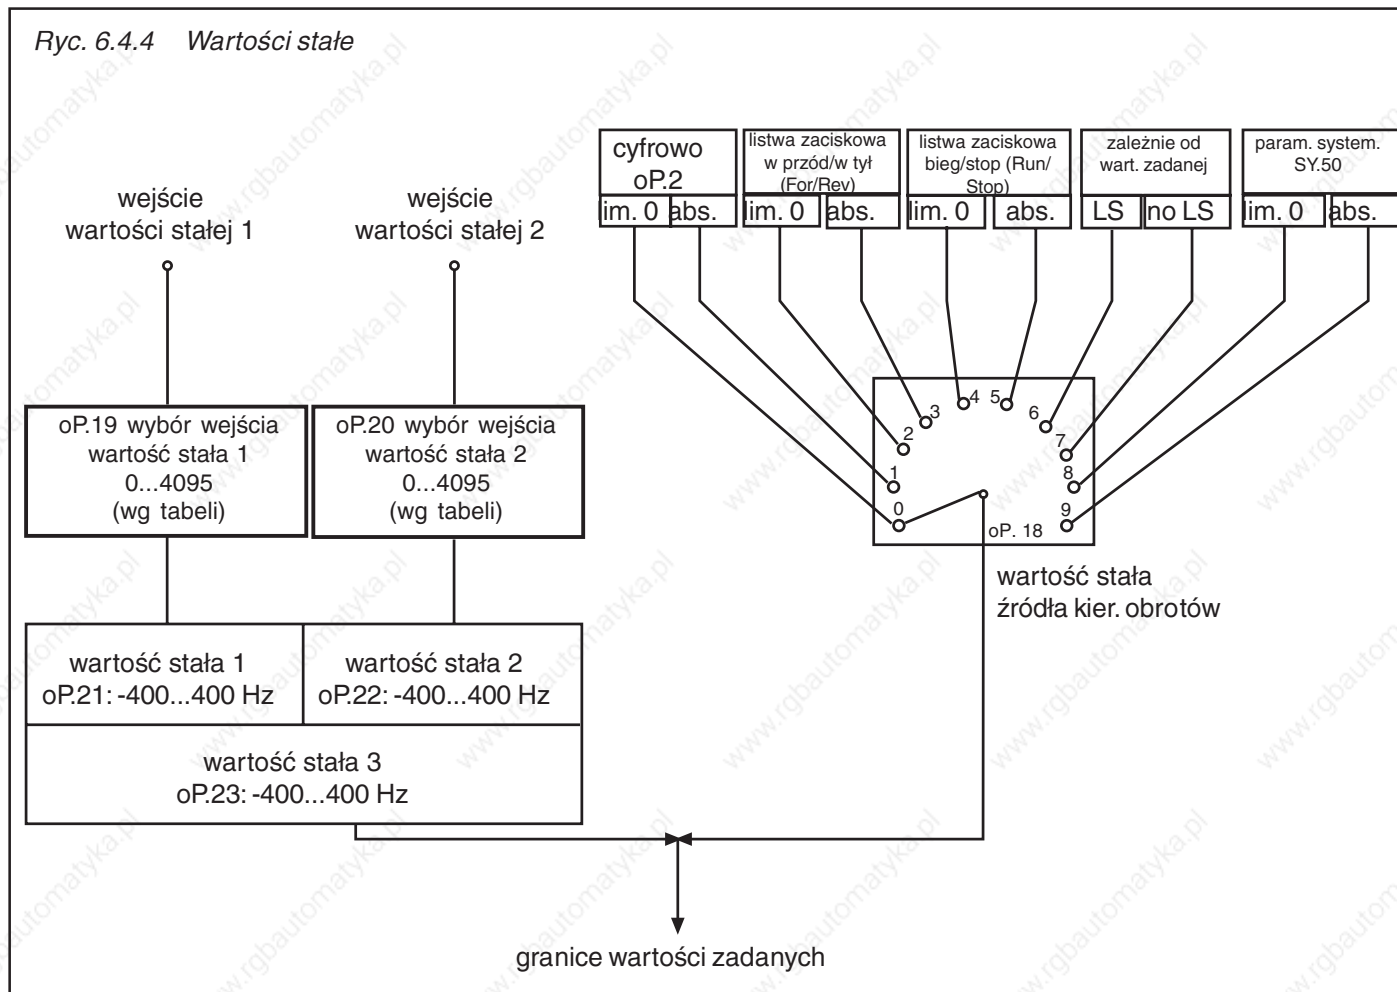 Ryc. 6.4.4 Wartości stałe
wejście
wartości stałej 1
wejście
wartości stałej 2
cyfrowo
oP.2
lim. 0 abs.
listwa zaciskowa
w przód/w tył
(For/Rev)
lim. 0 abs.
listwa zaciskowa
bieg/stop (Run/
Stop)
lim. 0 abs.
zależnie od
wart. zadanej
LS no LS
param. system.
SY.50
lim. 0 abs.
oP.19 wybór wejścia
wartość stała 1
0...4095
(wg tabeli)
oP.20 wybór wejścia
wartość stała 2
0...4095
(wg tabeli)
0
1
2
3
4
5
6
7
8
9
oP. 18
wartość stała
źródła kier. obrotów
wartość stała 1
oP.21: -400...400 Hz
wartość stała 2
oP.22: -400...400 Hz
wartość stała 3
oP.23: -400...400 Hz
granice wartości zadanych
www.rgbautomatyka.pl